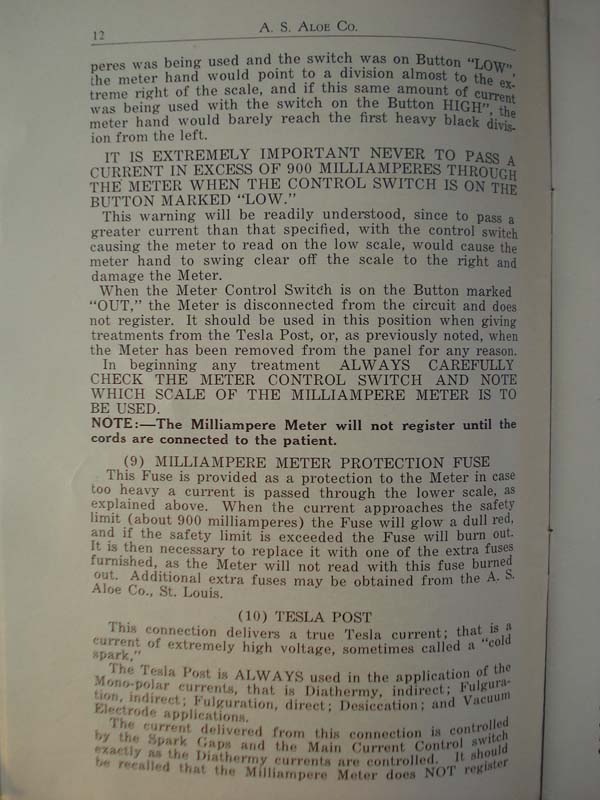 12
A. S. ALOE CO.
peres was being used and the switch was on Button "LOW",
the meter hand would point to a division almost to the ex-
treme right of the scale, and if this same amount of current
was being used with the switch on the Button HIGH", the
meter hand would barely reach the first heavy black divis-
ion from the left.
IT IS EXTREMELY IMPORTANT NEVER TO PASS A
CURRENT IN EXCESS OF 900 MILLIAMPERES THROUGH
THE METER WHEN THE CONTROL SWITCH IS ON THE
BUTTON MARKED "LOW."
This warning will be readily understood, since to pass a
greater current than that specified, with the control switch
causing the meter to read on the low scale, would cause the
meter hand to swing clear off the scale to the right and
damage the Meter.
When the Meter Control Switch is on the Button marked
"OUT," the Meter is disconnected from the circuit and does
not register. It should be used in this position when giving
treatments from the Tesla Post, or, as previously noted, when
the Meter has been removed from the panel for any reason.
In beginning any treatment ALWAYS CAREFULLY
CHECK THE METER CONTROL SWITCH AND NOTE
WHICH SCALE OF THE MILLIAMPERE METER IS TO
BE USED.
NOTE:—The Milliampere Meter will not register until the
cords are connected to the patient.
(9) MILLIAMPERE METER PROTECTION FUSE
This Fuse is provided as a protection to the Meter in case
too heavy a current is passed through the lower scale, as
explained above. When the current approaches the safety
limit (about 900 milliamperes) the Fuse will glow a dull red,
and if the safety limit is exceeded the Fuse will burn out.
It is then necessary to replace it with one of the extra fuses
furnished, as the Meter will not read with this fuse burned
out. Additional extra fuses may be obtained from the A. S.
Aloe Co., St. Louis.
(10) TESLA POST
This connection delivers a true Tesla current; that is a
current of extremely high voltage, sometimes called a "cold
spark,"
The Tesla Post is ALWAYS used in the application of the
Mono-polar currents, that is Diathermy, indirect; Fulgura-
tion, indirect; Fulguration, direct; Desiccation; and Vacuum
Electrode applications.
The current delivered from this connection is controlled
by the Spark Gaps and the Main Current Control switch
exactly as the Diathermy currents are controlled. It should
be recalled that the Milliampere Meter does NOT register